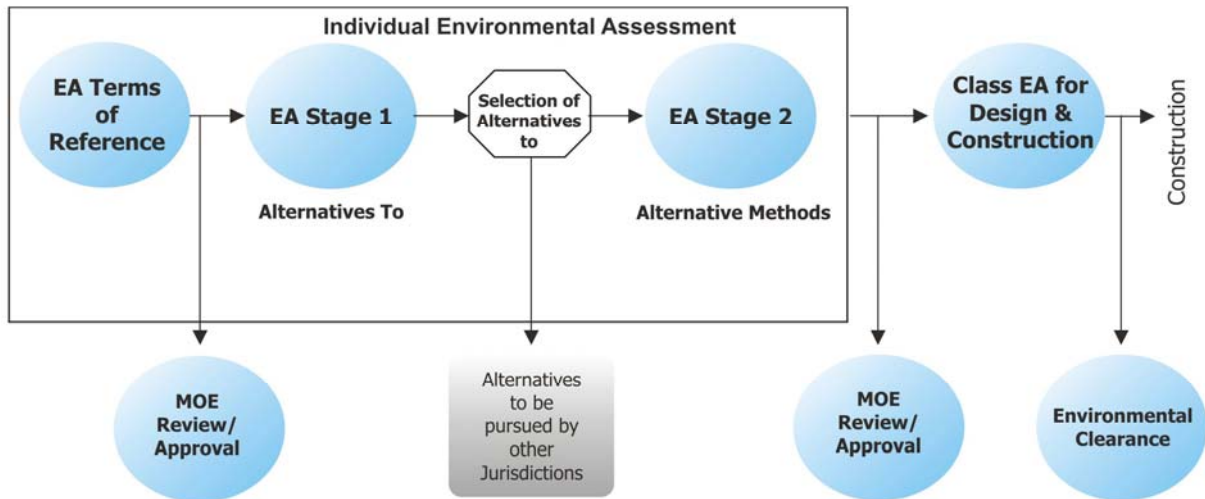 Individual Environmental Assessment
EA Terms
of
Reference
EA Stage 1
Alternatives To
Selection of
Alternatives
to
EA Stage 2
Alternative Methods
Class EA for
Design &
Construction
Construction
MOE
Review/
Approval
Alternatives
to be
pursued by
other
Jurisdictions
MOE
Review/
Approval
Environmental
Clearance